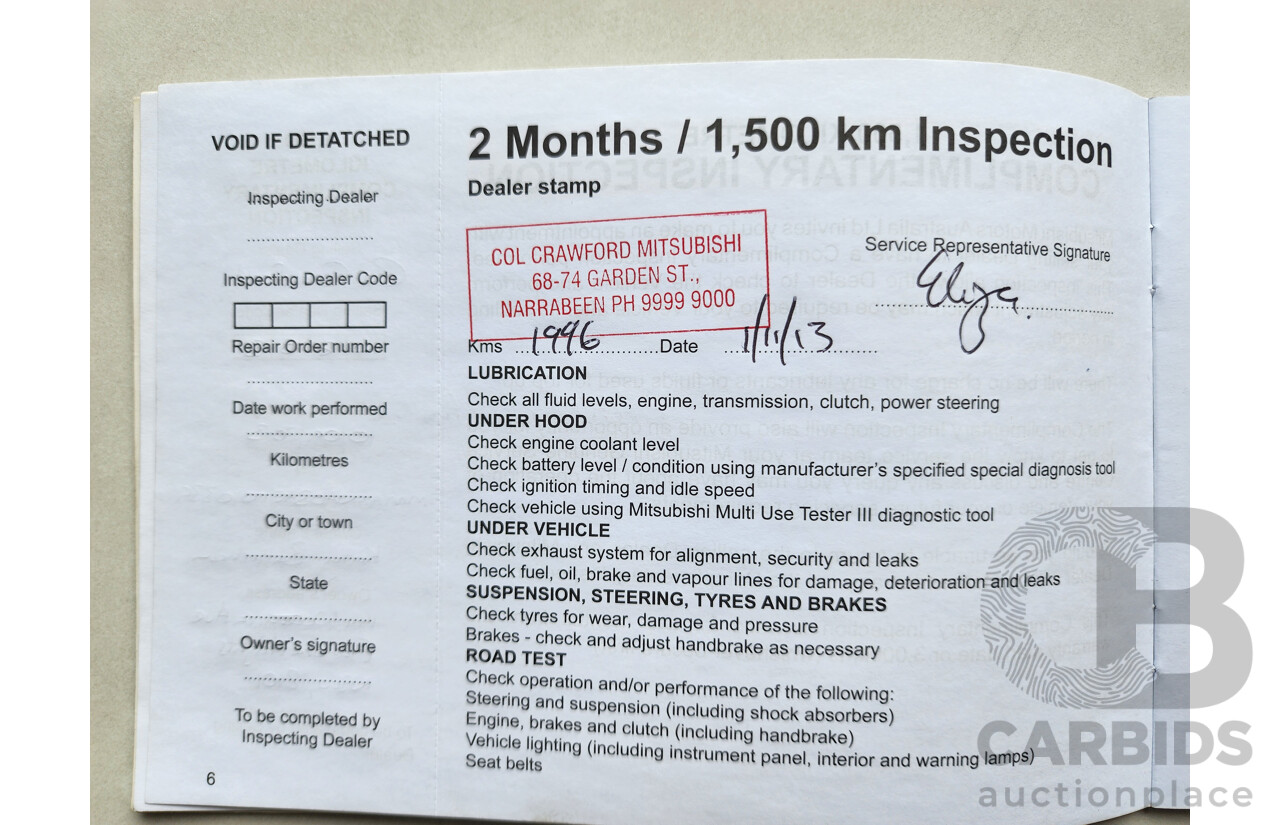 VOID IF DETATCHED
Inspecting Dealer
Inspecting Dealer Code
Repair Order number
Date work performed
Kilometres
City or town
State
Owner's signature
To be completed by
Inspecting Dealer
6
2 Months / 1,500 km Inspection
Dealer stamp
COL CRAWFORD MITSUBISHI
68-74 GARDEN ST.,
NARRABEEN PH 9999 9000
Service Representative Signature
Kms 1996 Date 1/11/13
LUBRICATION
Check all fluid levels, engine, transmission, clutch, power steering
UNDER HOOD
Check engine coolant level
Check battery level / condition using manufacturer's specified special diagnosis tool
Check ignition timing and idle speed
Check vehicle using Mitsubishi Multi Use Tester III diagnostic tool
UNDER VEHICLE
Check exhaust system for alignment, security and leaks
Check fuel, oil, brake and vapour lines for damage, deterioration and leaks
SUSPENSION, STEERING, TYRES AND BRAKES
Check tyres for wear, damage and pressure
Brakes - check and adjust handbrake as necessary
ROAD TEST
Check operation and/or performance of the following:
Steering and suspension (including shock absorbers)
Engine, brakes and clutch (including handbrake)
Vehicle lighting (including instrument panel, interior and warning lamps)
Seat belts
CB
CARBIDS
auctionplace